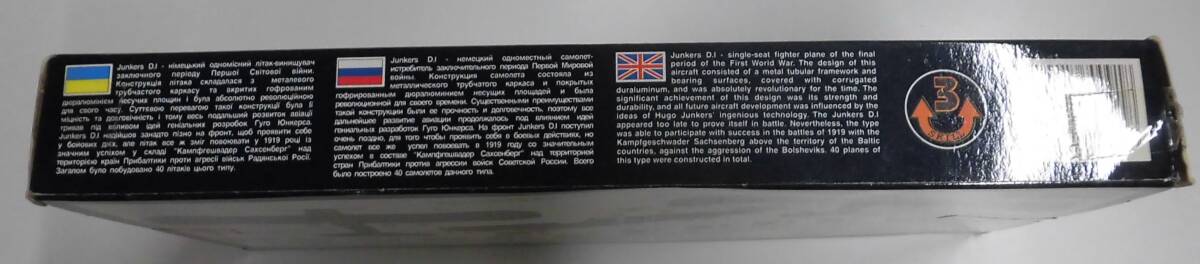 Junkers D.I - німецький одномісний літак-винищувач
заключного періоду Першої Світової війни.
Конструкція літака складалася з металевого
трубчастого каркасу та вкритих гофрированим
дюралюмінієм несучих площин і була абсолютно революційною
для свого часу. Суттєвою перевагою такої конструкції була її
міцність та довговічність і тому весь подальший розвиток авіації
тривав під впливом ідей геніальних розробок Гуго Юнкерса.
Junkers D.I надійшов занадто пізно на фронт, щоб проявити себе
у бойових діях, але літак все ж зміг повоювати у 1919 році із
значним успіхом у складі "Кампфгешвадер Сахсенберг" над
територією країн Прибалтики проти агресії військ Радянської Росії.
Загалом було побудовано 40 літаків цього типу.
Junkers D.I - немецкий одноместный самолет-
истребитель заключительного периода Первой Мировой
войны. Конструкция самолета состояла из
металлического трубчатого каркаса и покрытых
гофрированным дюралюминием несущих площадей и была
революционной для своего времени. Существенными преимуществами
такой конструкции были ее прочность и долговечность, поэтому все
дальнейшее развитие авиации продолжалось под влиянием идей
гениальных разработок Гуго Юнкерса. На фронт Junkers D.I поступил
очень поздно, для того чтобы проявить себя в боевых действиях, но
самолет все же успел повоевать в 1919 году со значительным
успехом в составе "Кампфгешвадер Сахсенберг" над территорией
стран Прибалтики против агрессии войск Советской России. Всего
было построено 40 самолетов данного типа.
Junkers D.I - single-seat fighter plane of the final
period of the First World War. The design of this
aircraft consisted of a metal tubular framework and
bearing surfaces, covered with corrugated
duraluminum, and was absolutely revolutionary for the time. The
significant achievement of this design was its strength and
durability, and all future aircraft development was influenced by the
ideas of Hugo Junkers' ingenious technology. The Junkers D.I
appeared too late to prove itself in battle. Nevertheless, the type
was able to participate with success in the battles of 1919 with the
Kampfgeschwader Sachsenberg above the territory of the Baltic
countries, against the aggression of the Bolsheviks. 40 planes of
this type were constructed in total.
3